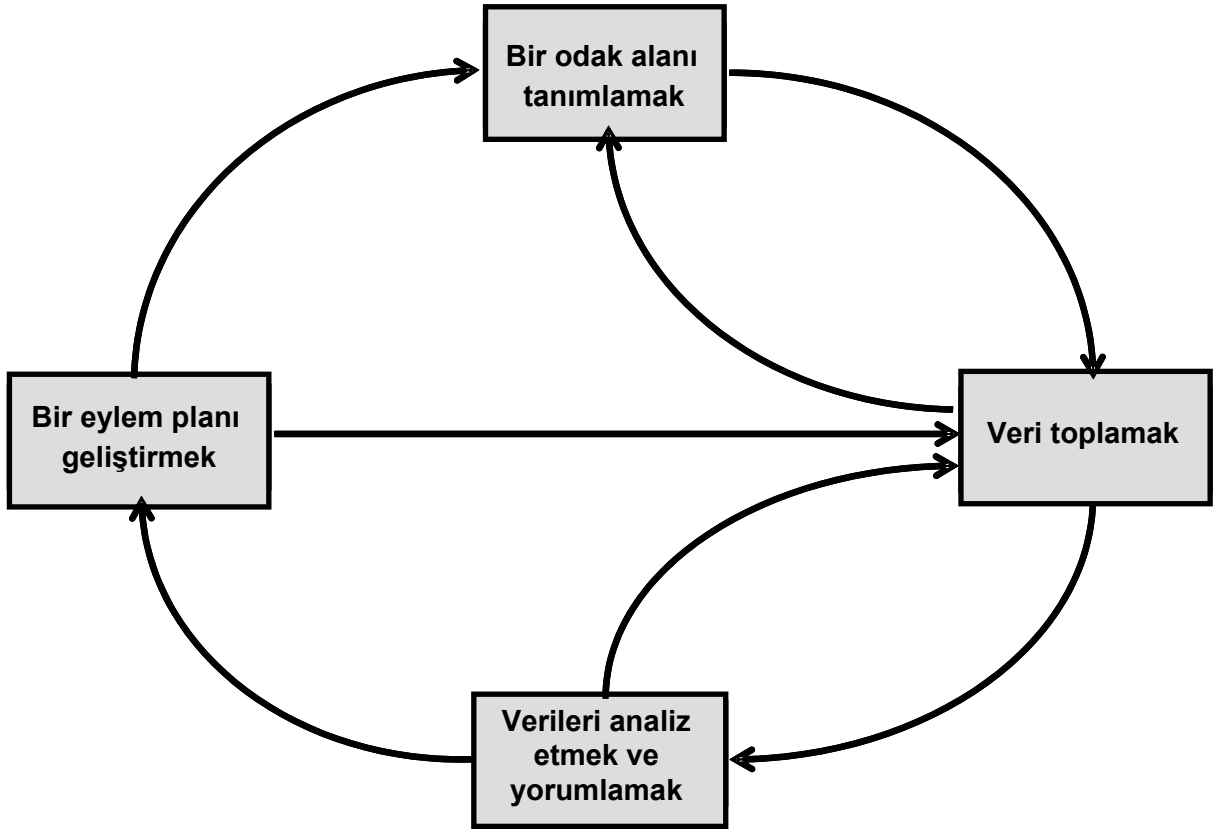 Bir odak alanı
tanımlamak
Bir eylem planı
geliştirmek
Veri toplamak
Verileri analiz
etmek ve
yorumlamak